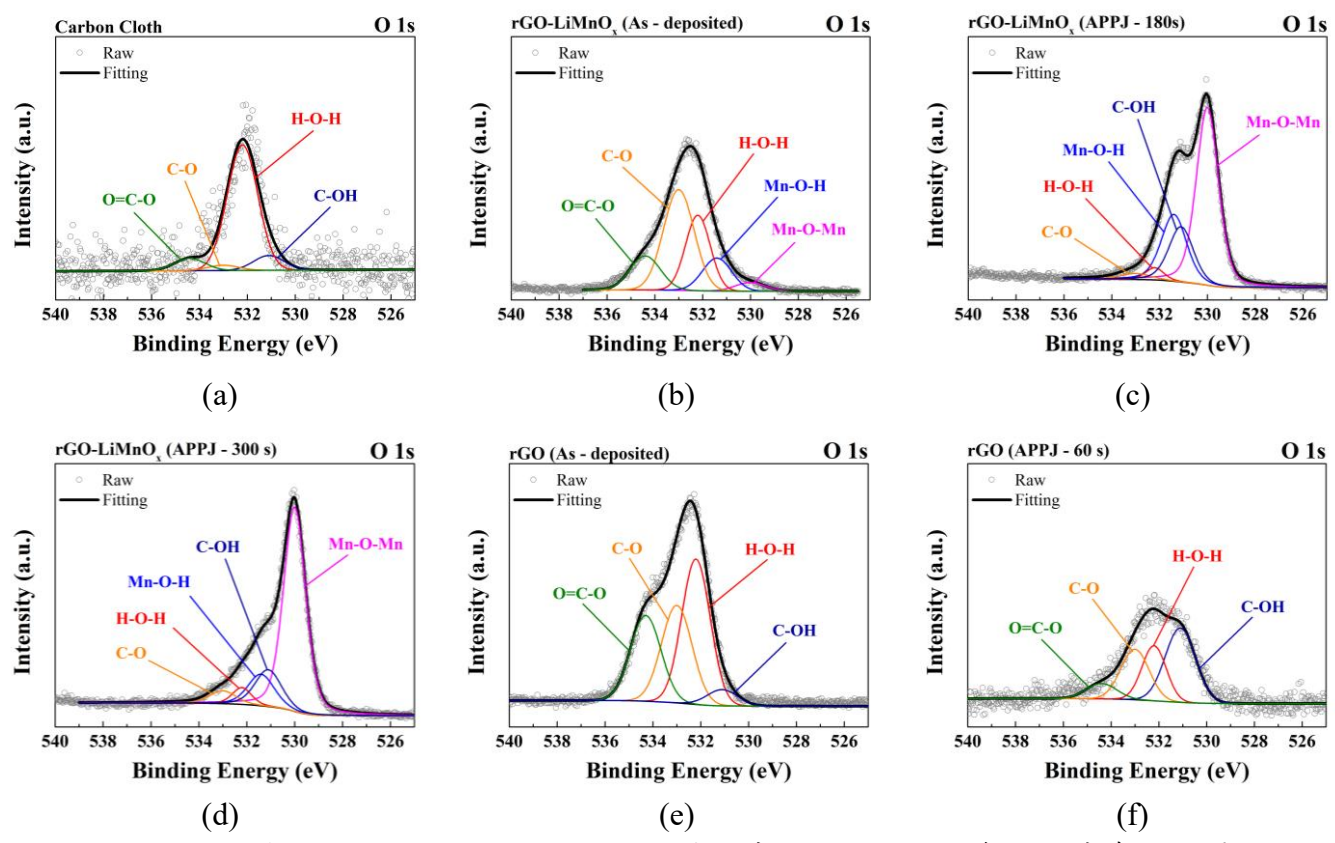 Carbon Cloth O 1s
Raw
Fitting
H-O-H
C-O
O=C-O
C-OH
Intensity (a.u.)
540 538 536 534 532 530 528 526
Binding Energy (eV)
(a)
rGO-LiMnOₓ (As - deposited) O 1s
Raw
Fitting
C-O
H-O-H
Mn-O-H
O=C-O
Mn-O-Mn
Intensity (a.u.)
540 538 536 534 532 530 528 526
Binding Energy (eV)
(b)
rGO-LiMnOₓ (APPJ - 180s) O 1s
Raw
Fitting
C-OH
Mn-O-Mn
Mn-O-H
H-O-H
C-O
Intensity (a.u.)
540 538 536 534 532 530 528 526
Binding Energy (eV)
(c)
rGO-LiMnOₓ (APPJ - 300 s) O 1s
Raw
Fitting
C-OH
Mn-O-Mn
Mn-O-H
H-O-H
C-O
Intensity (a.u.)
540 538 536 534 532 530 528 526
Binding Energy (eV)
(d)
rGO (As - deposited) O 1s
Raw
Fitting
C-O
H-O-H
O=C-O
C-OH
Intensity (a.u.)
540 538 536 534 532 530 528 526
Binding Energy (eV)
(e)
rGO (APPJ - 60 s) O 1s
Raw
Fitting
H-O-H
C-O
C-OH
O=C-O
Intensity (a.u.)
540 538 536 534 532 530 528 526
Binding Energy (eV)
(f)